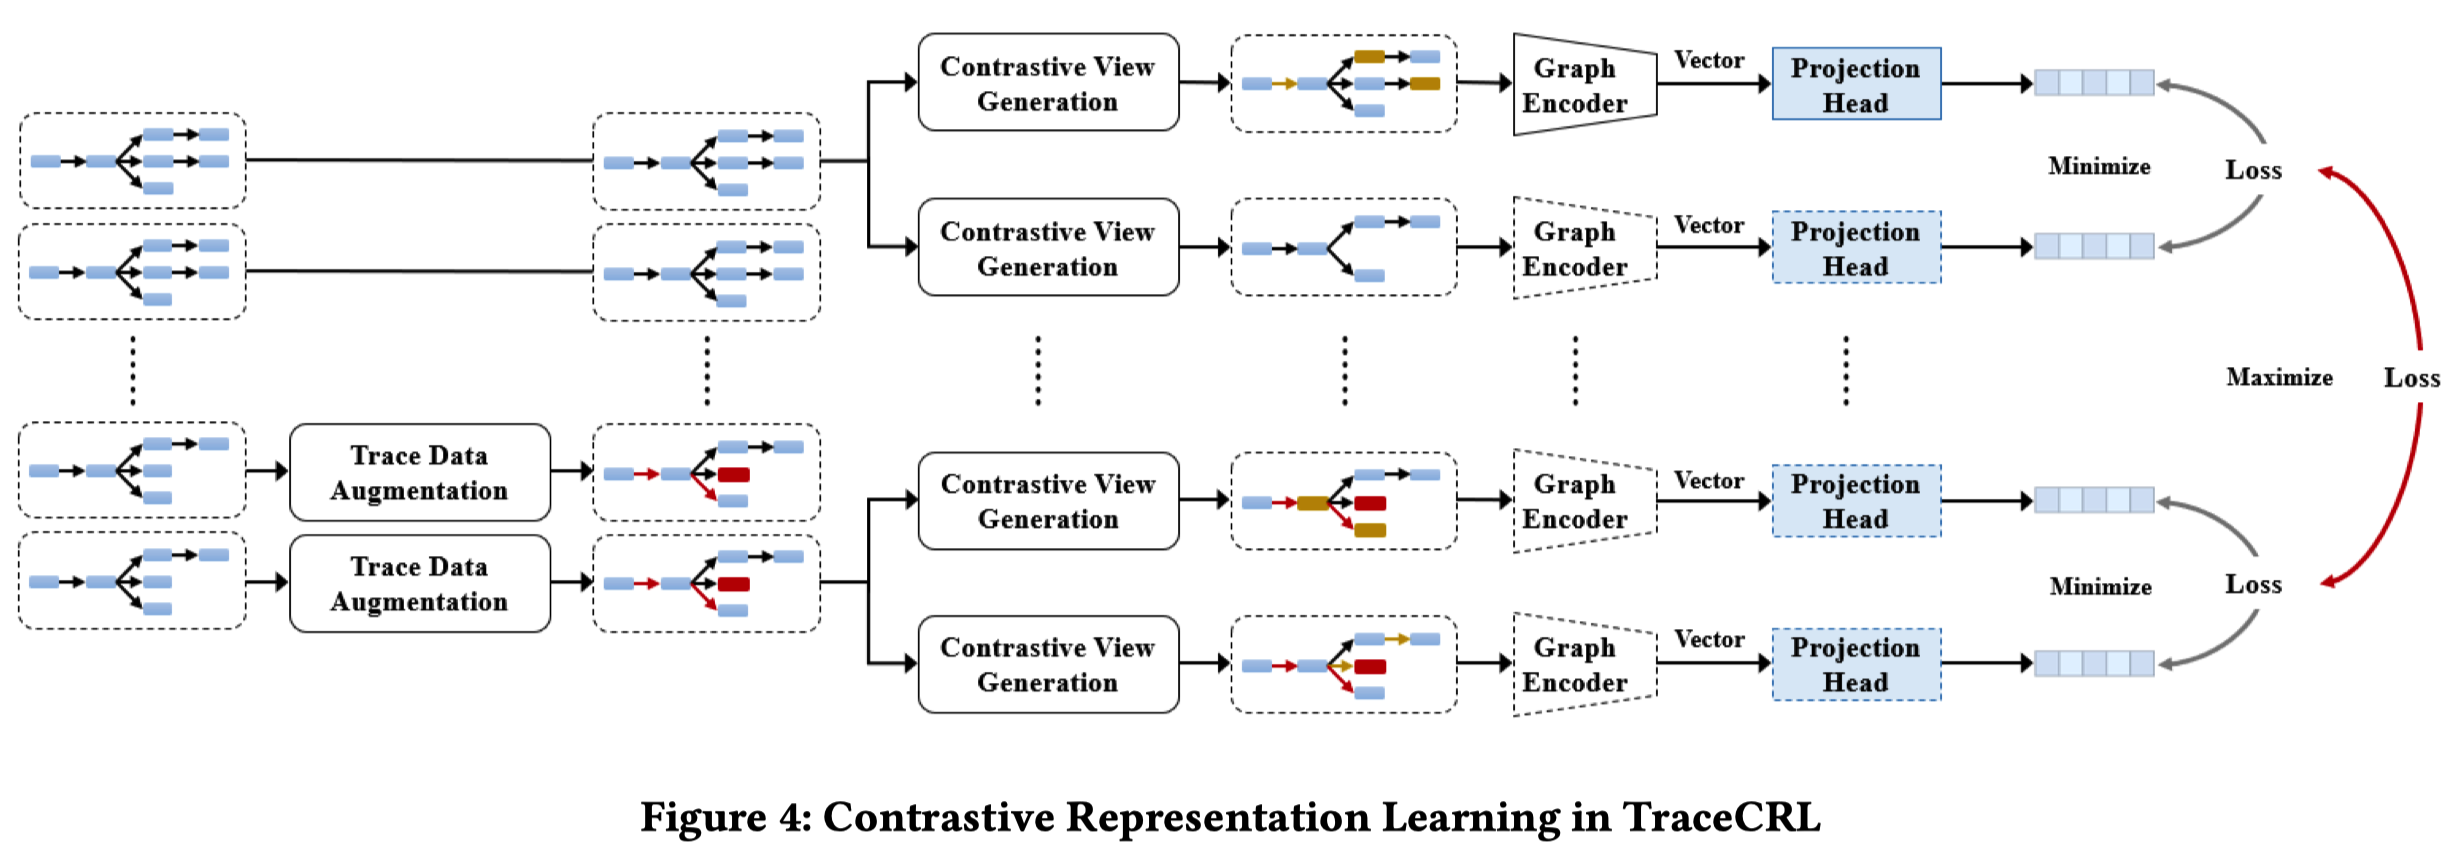 Contrastive View
Generation
Graph
Encoder
Vector
Projection
Head
Minimize
Loss
Contrastive View
Generation
Graph
Encoder
Vector
Projection
Head
Maximize
Loss
Trace Data
Augmentation
Contrastive View
Generation
Graph
Encoder
Vector
Projection
Head
Trace Data
Augmentation
Minimize
Loss
Contrastive View
Generation
Graph
Encoder
Vector
Projection
Head
Figure 4: Contrastive Representation Learning in TraceCRL